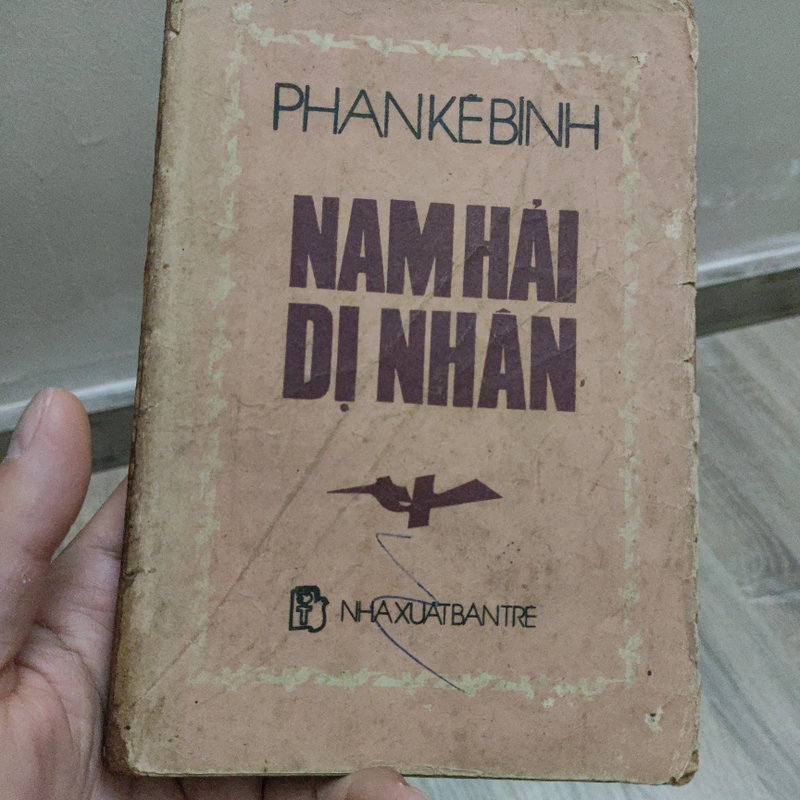 PHAN KẾ BÍNH
NAM HẢI
DỊ NHÂN
NHÀ XUẤT BẢN TRẺ